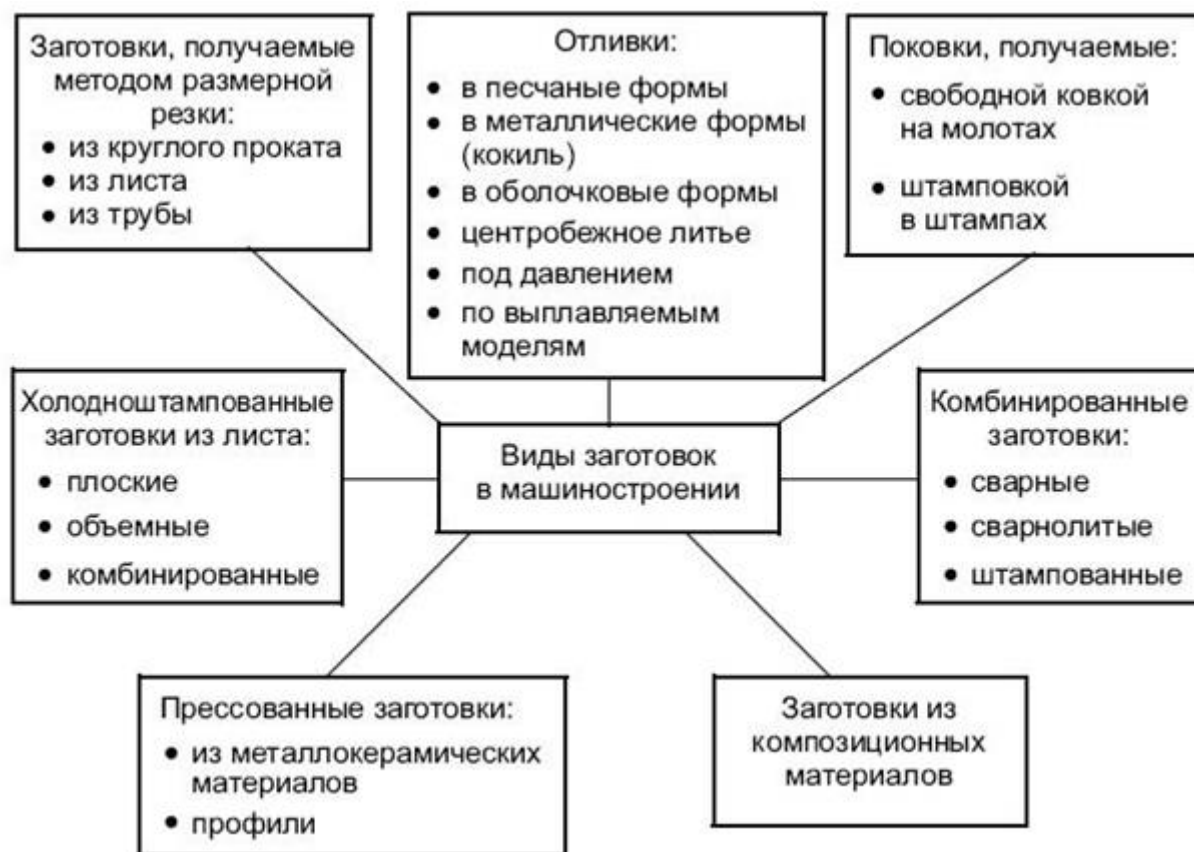 Заготовки, получаемые
методом размерной
резки:
• из круглого проката
• из листа
• из трубы
Отливки:
• в песчаные формы
• в металлические формы
(кокиль)
• в оболочковые формы
• центробежное литье
• под давлением
• по выплавляемым
моделям
Поковки, получаемые:
• свободной ковкой
на молотах
• штамповкой
в штампах
Холодноштампованные
заготовки из листа:
• плоские
• объемные
• комбинированные
Виды заготовок
в машиностроении
Комбинированные
заготовки:
• сварные
• сварнолитые
• штампованные
Прессованные заготовки:
• из металлокерамических
материалов
• профили
Заготовки из
композиционных
материалов